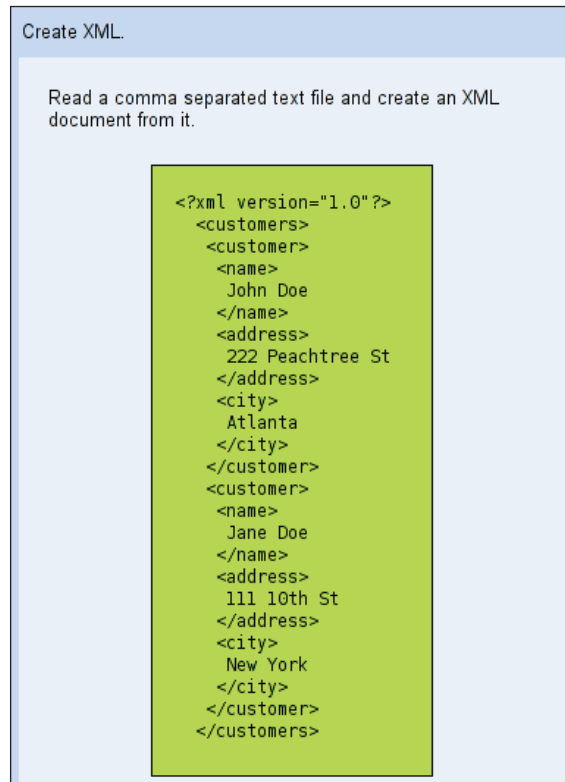 Create XML.
Read a comma separated text file and create an XML
document from it.
<?xml version="1.0"?>
<customers>
<customer>
<name>
John Doe
</name>
<address>
222 Peachtree St
</address>
<city>
Atlanta
</city>
</customer>
<customer>
<name>
Jane Doe
</name>
<address>
111 10th St
</address>
<city>
New York
</city>
</customer>
</customers>